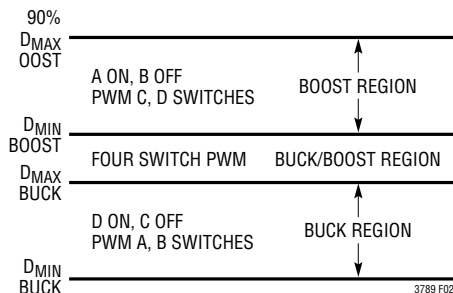 90%
DMAX
OOST
A ON, B OFF
PWM C, D SWITCHES
BOOST REGION
DMIN
BOOST
FOUR SWITCH PWM
BUCK/BOOST REGION
DMAX
BUCK
D ON, C OFF
PWM A, B SWITCHES
BUCK REGION
DMIN
BUCK
3789 F02